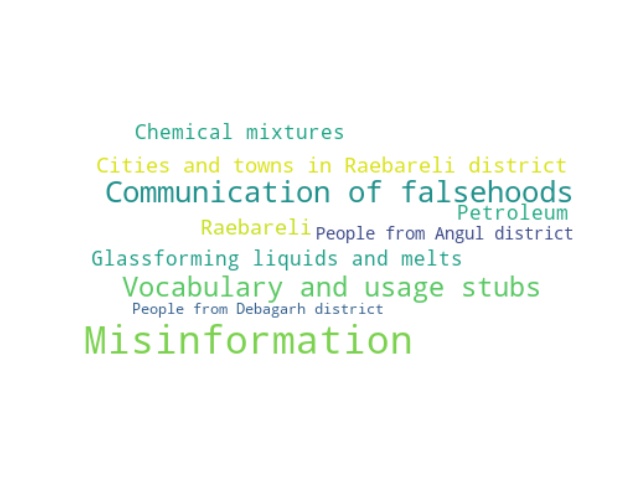 Chemical mixtures
Cities and towns in Raebareli district
Communication of falsehoods
Petroleum
Raebareli
People from Angul district
Glassforming liquids and melts
Vocabulary and usage stubs
People from Debagarh district
Misinformation